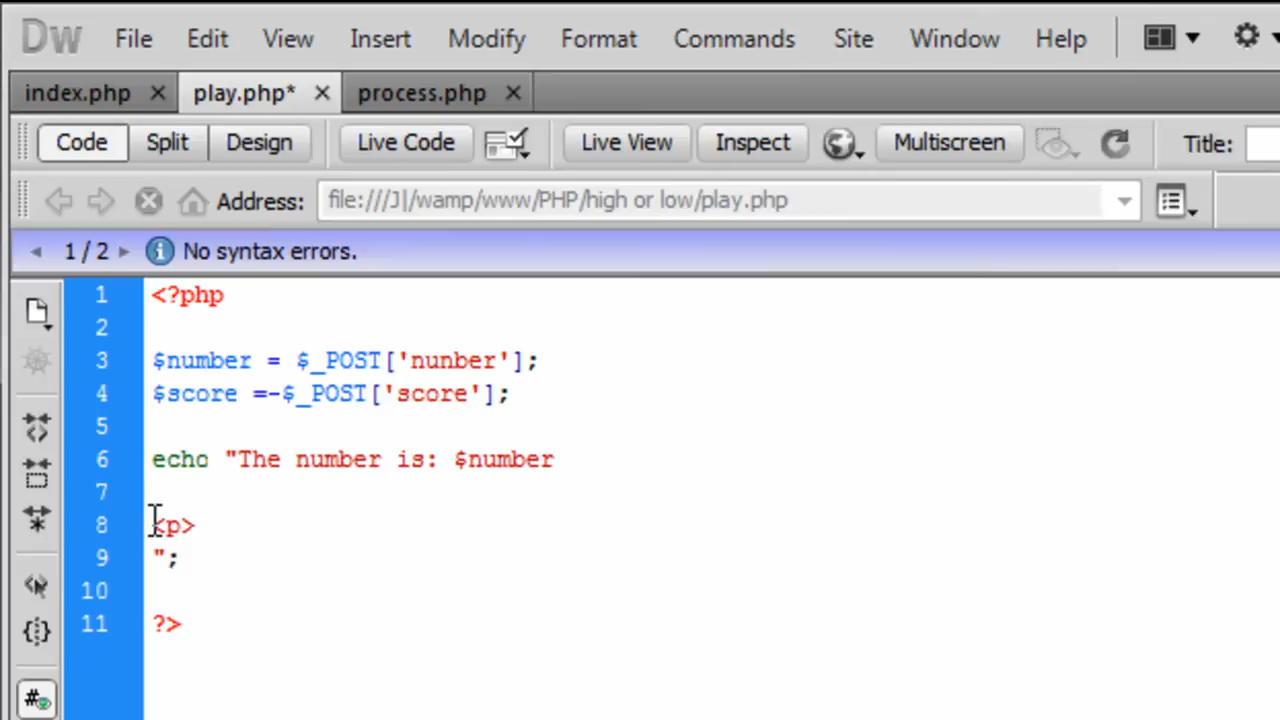 Dw File Edit View Insert Modify Format Commands Site Window Help
index.php play.php* process.php
Code Split Design Live Code Live View Inspect Multiscreen Title:
Address: file:///J|/wamp/www/PHP/high or low/play.php
1 / 2 No syntax errors.
1 <?php
2
3 $number = $_POST['nunber'];
4 $score =-$_POST['score'];
5
6 echo "The number is: $number
7
8 <p>
9 ";
10
11 ?>